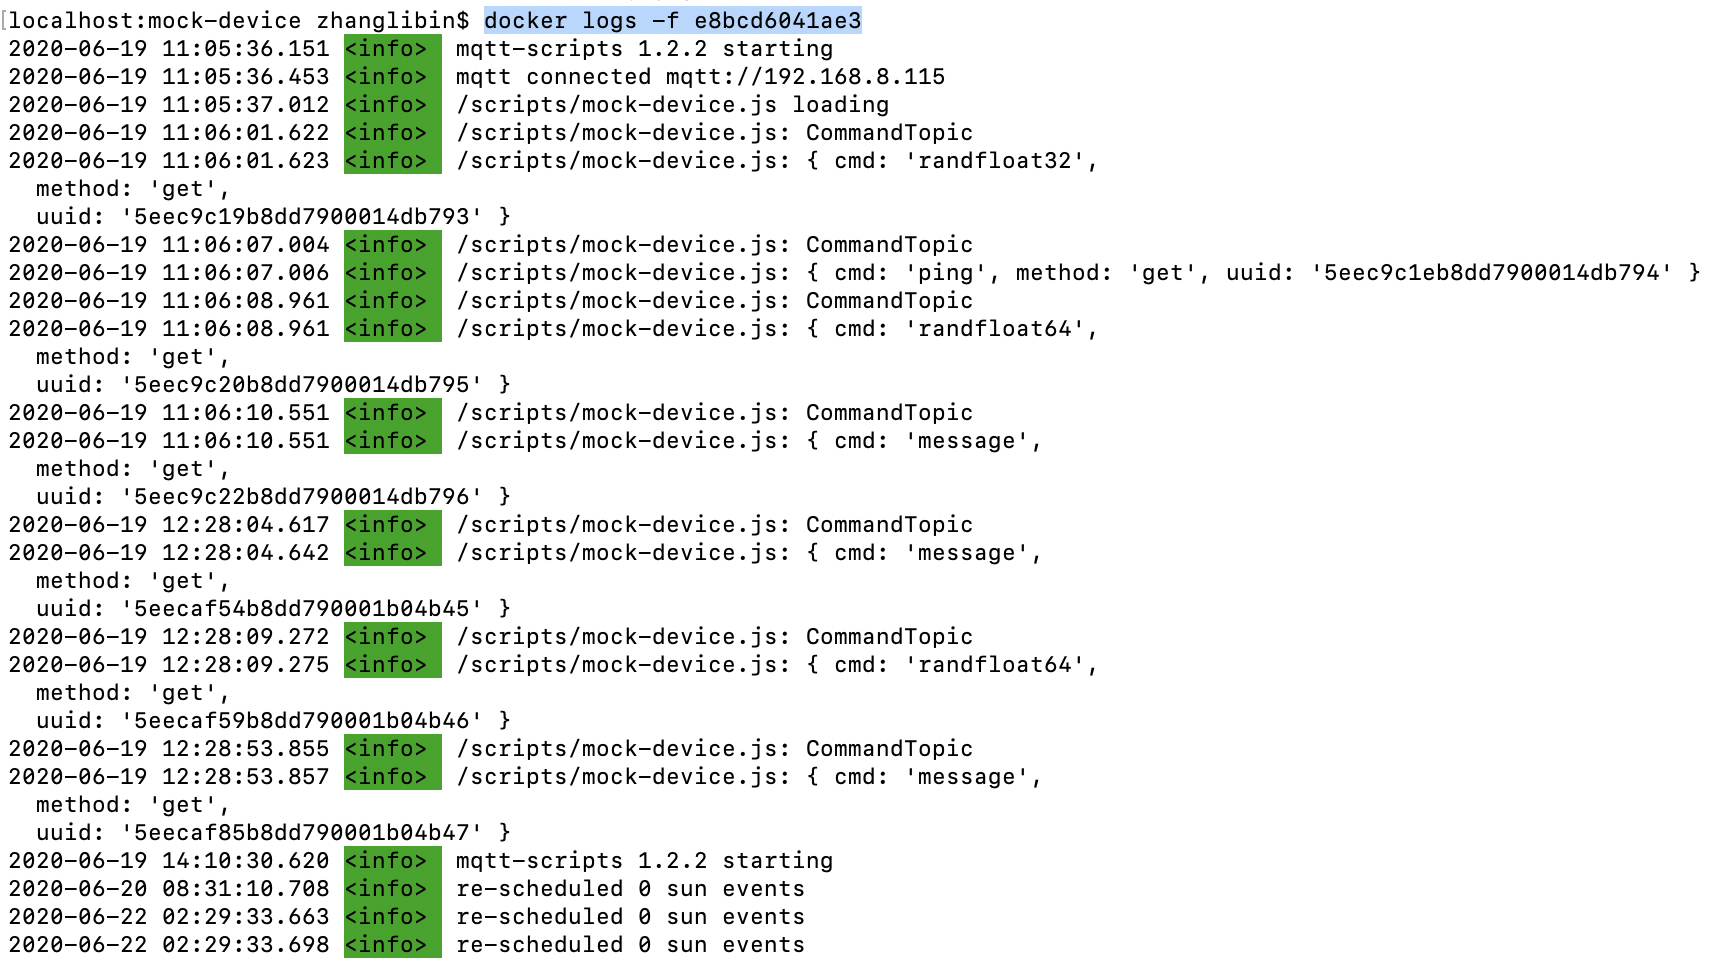 [localhost:mock-device zhanglibin$ docker logs -f e8bcd6041ae3
2020-06-19 11:05:36.151 <info>  mqtt-scripts 1.2.2 starting
2020-06-19 11:05:36.453 <info>  mqtt connected mqtt://192.168.8.115
2020-06-19 11:05:37.012 <info>  /scripts/mock-device.js loading
2020-06-19 11:06:01.622 <info>  /scripts/mock-device.js: CommandTopic
2020-06-19 11:06:01.623 <info>  /scripts/mock-device.js: { cmd: 'randfloat32',
  method: 'get',
  uuid: '5eec9c19b8dd7900014db793' }
2020-06-19 11:06:07.004 <info>  /scripts/mock-device.js: CommandTopic
2020-06-19 11:06:07.006 <info>  /scripts/mock-device.js: { cmd: 'ping', method: 'get', uuid: '5eec9c1eb8dd7900014db794' }
2020-06-19 11:06:08.961 <info>  /scripts/mock-device.js: CommandTopic
2020-06-19 11:06:08.961 <info>  /scripts/mock-device.js: { cmd: 'randfloat64',
  method: 'get',
  uuid: '5eec9c20b8dd7900014db795' }
2020-06-19 11:06:10.551 <info>  /scripts/mock-device.js: CommandTopic
2020-06-19 11:06:10.551 <info>  /scripts/mock-device.js: { cmd: 'message',
  method: 'get',
  uuid: '5eec9c22b8dd7900014db796' }
2020-06-19 12:28:04.617 <info>  /scripts/mock-device.js: CommandTopic
2020-06-19 12:28:04.642 <info>  /scripts/mock-device.js: { cmd: 'message',
  method: 'get',
  uuid: '5eecaf54b8dd790001b04b45' }
2020-06-19 12:28:09.272 <info>  /scripts/mock-device.js: CommandTopic
2020-06-19 12:28:09.275 <info>  /scripts/mock-device.js: { cmd: 'randfloat64',
  method: 'get',
  uuid: '5eecaf59b8dd790001b04b46' }
2020-06-19 12:28:53.855 <info>  /scripts/mock-device.js: CommandTopic
2020-06-19 12:28:53.857 <info>  /scripts/mock-device.js: { cmd: 'message',
  method: 'get',
  uuid: '5eecaf85b8dd790001b04b47' }
2020-06-19 14:10:30.620 <info>  mqtt-scripts 1.2.2 starting
2020-06-20 08:31:10.708 <info>  re-scheduled 0 sun events
2020-06-22 02:29:33.663 <info>  re-scheduled 0 sun events
2020-06-22 02:29:33.698 <info>  re-scheduled 0 sun events